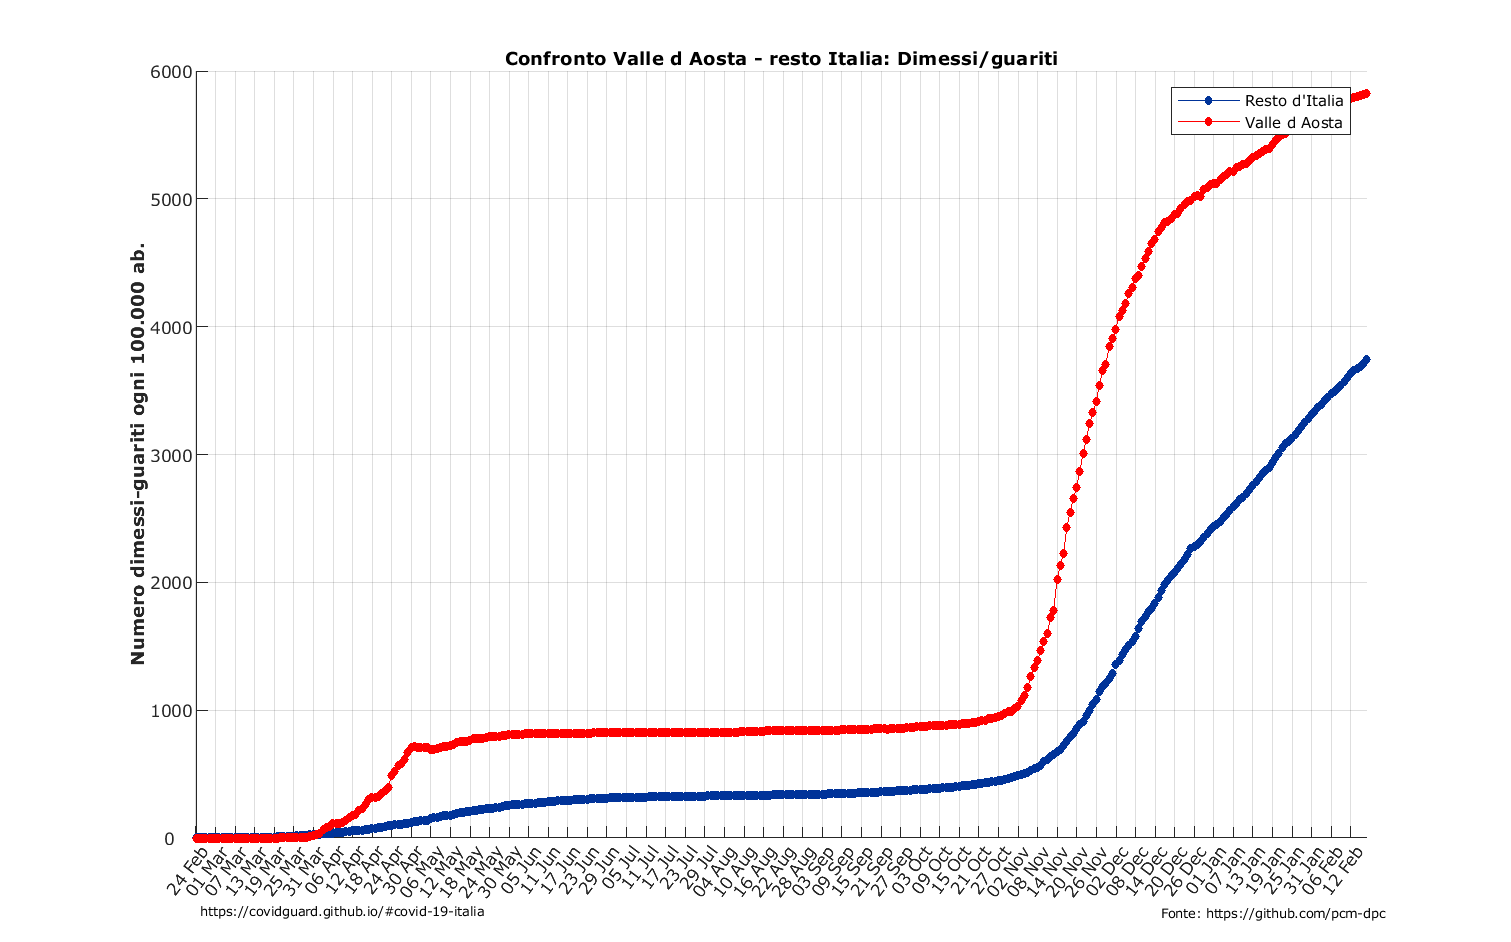 Confronto Valle d Aosta - resto Italia: Dimessi/guariti
Numero dimessi-guariti ogni 100.000 ab.
6000
5000
4000
3000
2000
1000
0
Resto d'Italia
Valle d Aosta
24 Feb
01 Mar
07 Mar
13 Mar
19 Mar
25 Mar
31 Mar
06 Apr
12 Apr
18 Apr
24 Apr
30 Apr
06 May
12 May
18 May
24 May
30 May
05 Jun
11 Jun
17 Jun
23 Jun
29 Jun
05 Jul
11 Jul
17 Jul
23 Jul
29 Jul
04 Aug
10 Aug
16 Aug
22 Aug
28 Aug
03 Sep
09 Sep
15 Sep
21 Sep
27 Sep
03 Oct
09 Oct
15 Oct
21 Oct
27 Oct
02 Nov
08 Nov
14 Nov
20 Nov
26 Nov
02 Dec
08 Dec
14 Dec
20 Dec
26 Dec
01 Jan
07 Jan
13 Jan
19 Jan
25 Jan
31 Jan
06 Feb
12 Feb
https://covidguard.github.io/#covid-19-italia
Fonte: https://github.com/pcm-dpc